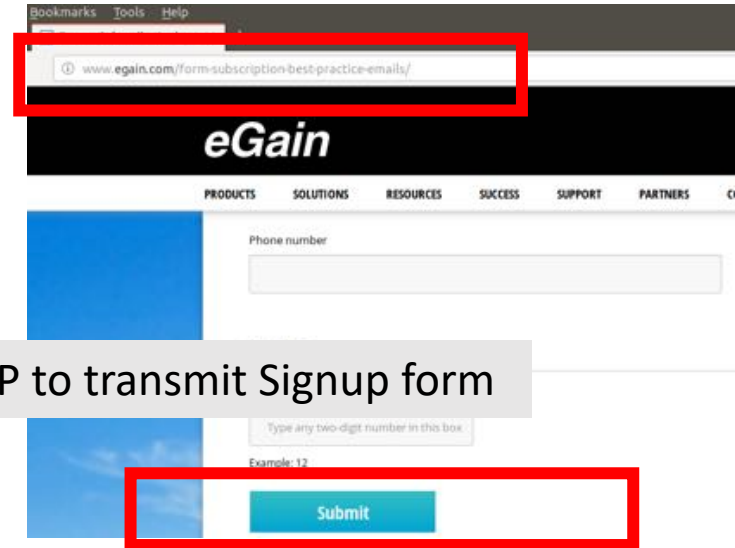 Bookmarks Tools Help
www.egain.com/form-subscription-best-practice-emails/
eGain
PRODUCTS SOLUTIONS RESOURCES SUCCESS SUPPORT PARTNERS
Phone number
P to transmit Signup form
Type any two-digit number in this box
Example: 12
Submit